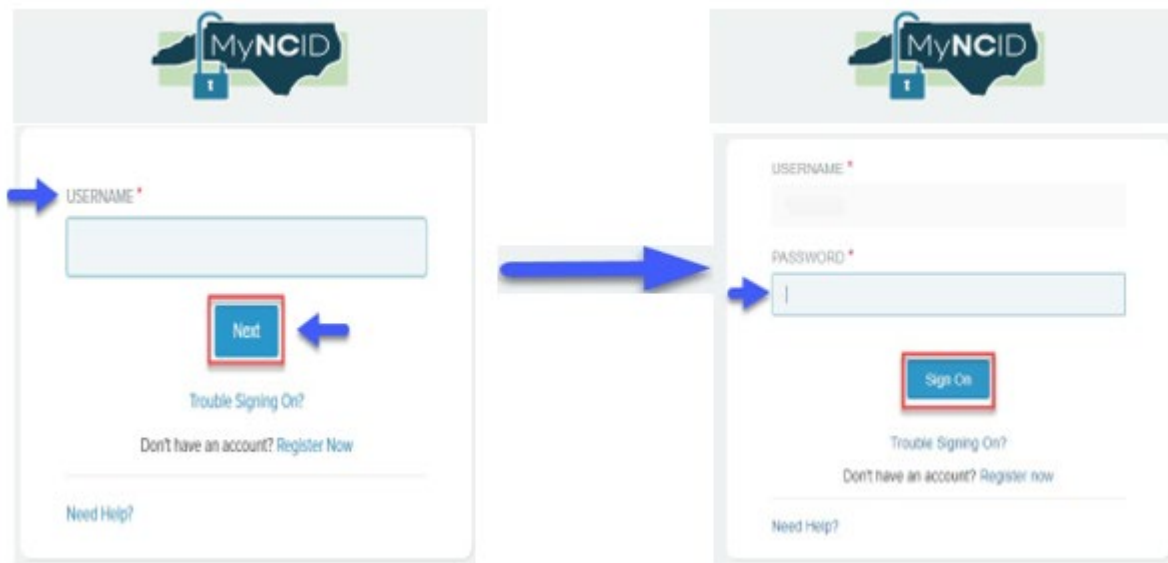 MyNCID
USERNAME *
Next
Trouble Signing On?
Don't have an account? Register Now
Need Help?
MyNCID
USERNAME *
PASSWORD *
Sign On
Trouble Signing On?
Don't have an account? Register now
Need Help?